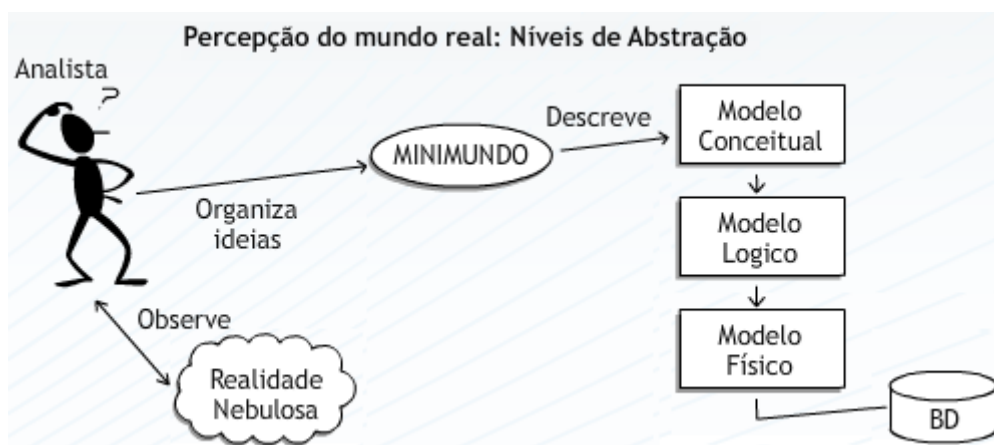 Percepção do mundo real: Níveis de Abstração
Analista
?
Organiza
ideias
Observe
Realidade
Nebulosa
MINIMUNDO
Descreve
Modelo
Conceitual
Modelo
Logico
Modelo
Físico
BD